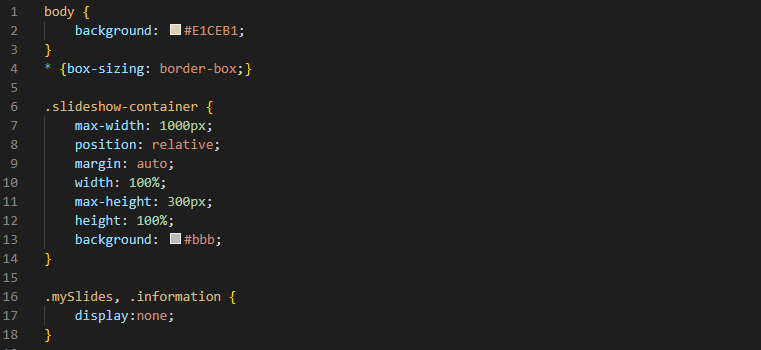 1 body {
2 background: #E1CEB1;
3 }
4 * {box-sizing: border-box;}
5
6 .slideshow-container {
7 max-width: 1000px;
8 position: relative;
9 margin: auto;
10 width: 100%;
11 max-height: 300px;
12 height: 100%;
13 background: #bbb;
14 }
15
16 .mySlides, .information {
17 display:none;
18 }